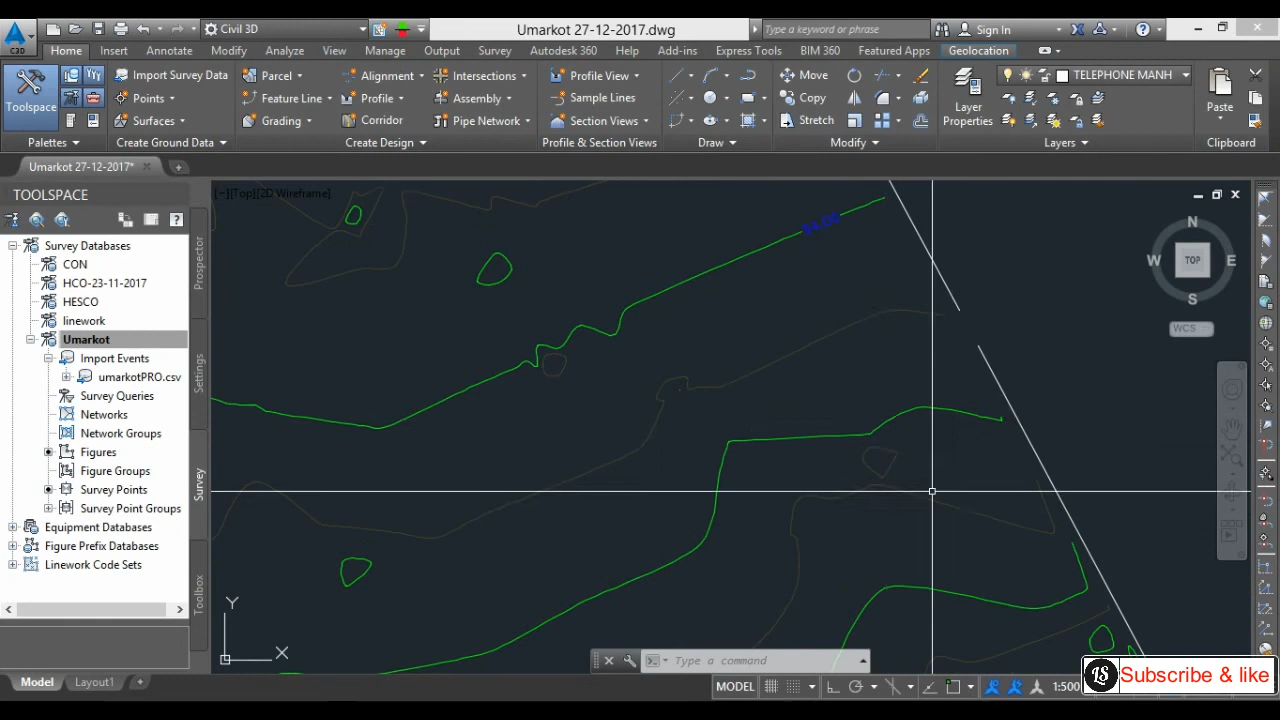 C3D
Civil 3D
Umarkot 27-12-2017.dwg
Type a keyword or phrase
Sign In
Home Insert Annotate Modify Analyze View Manage Output Survey Autodesk 360 Help Add-ins Express Tools BIM 360 Featured Apps Geolocation
Toolspace
Import Survey Data
Points
Surfaces
Parcel
Feature Line
Grading
Alignment
Profile
Corridor
Intersections
Assembly
Pipe Network
Profile View
Sample Lines
Section Views
Move
Copy
Stretch
Layer
Properties
TELEPHONE MANH
Paste
Palettes
Create Ground Data
Create Design
Profile & Section Views
Draw
Modify
Layers
Clipboard
Umarkot 27-12-2017*
TOOLSPACE
Survey Databases
CON
HCO-23-11-2017
HESCO
linework
Umarkot
Import Events
umarkotPRO.csv
Survey Queries
Networks
Network Groups
Figures
Figure Groups
Survey Points
Survey Point Groups
Equipment Databases
Figure Prefix Databases
Linework Code Sets
Prospector
Settings
Survey
Toolbox
[−][Top][2D Wireframe]
94.00
N
W
TOP
E
S
WCS
Y
X
Type a command
Model
Layout1
MODEL
1:500
LS
Subscribe & like